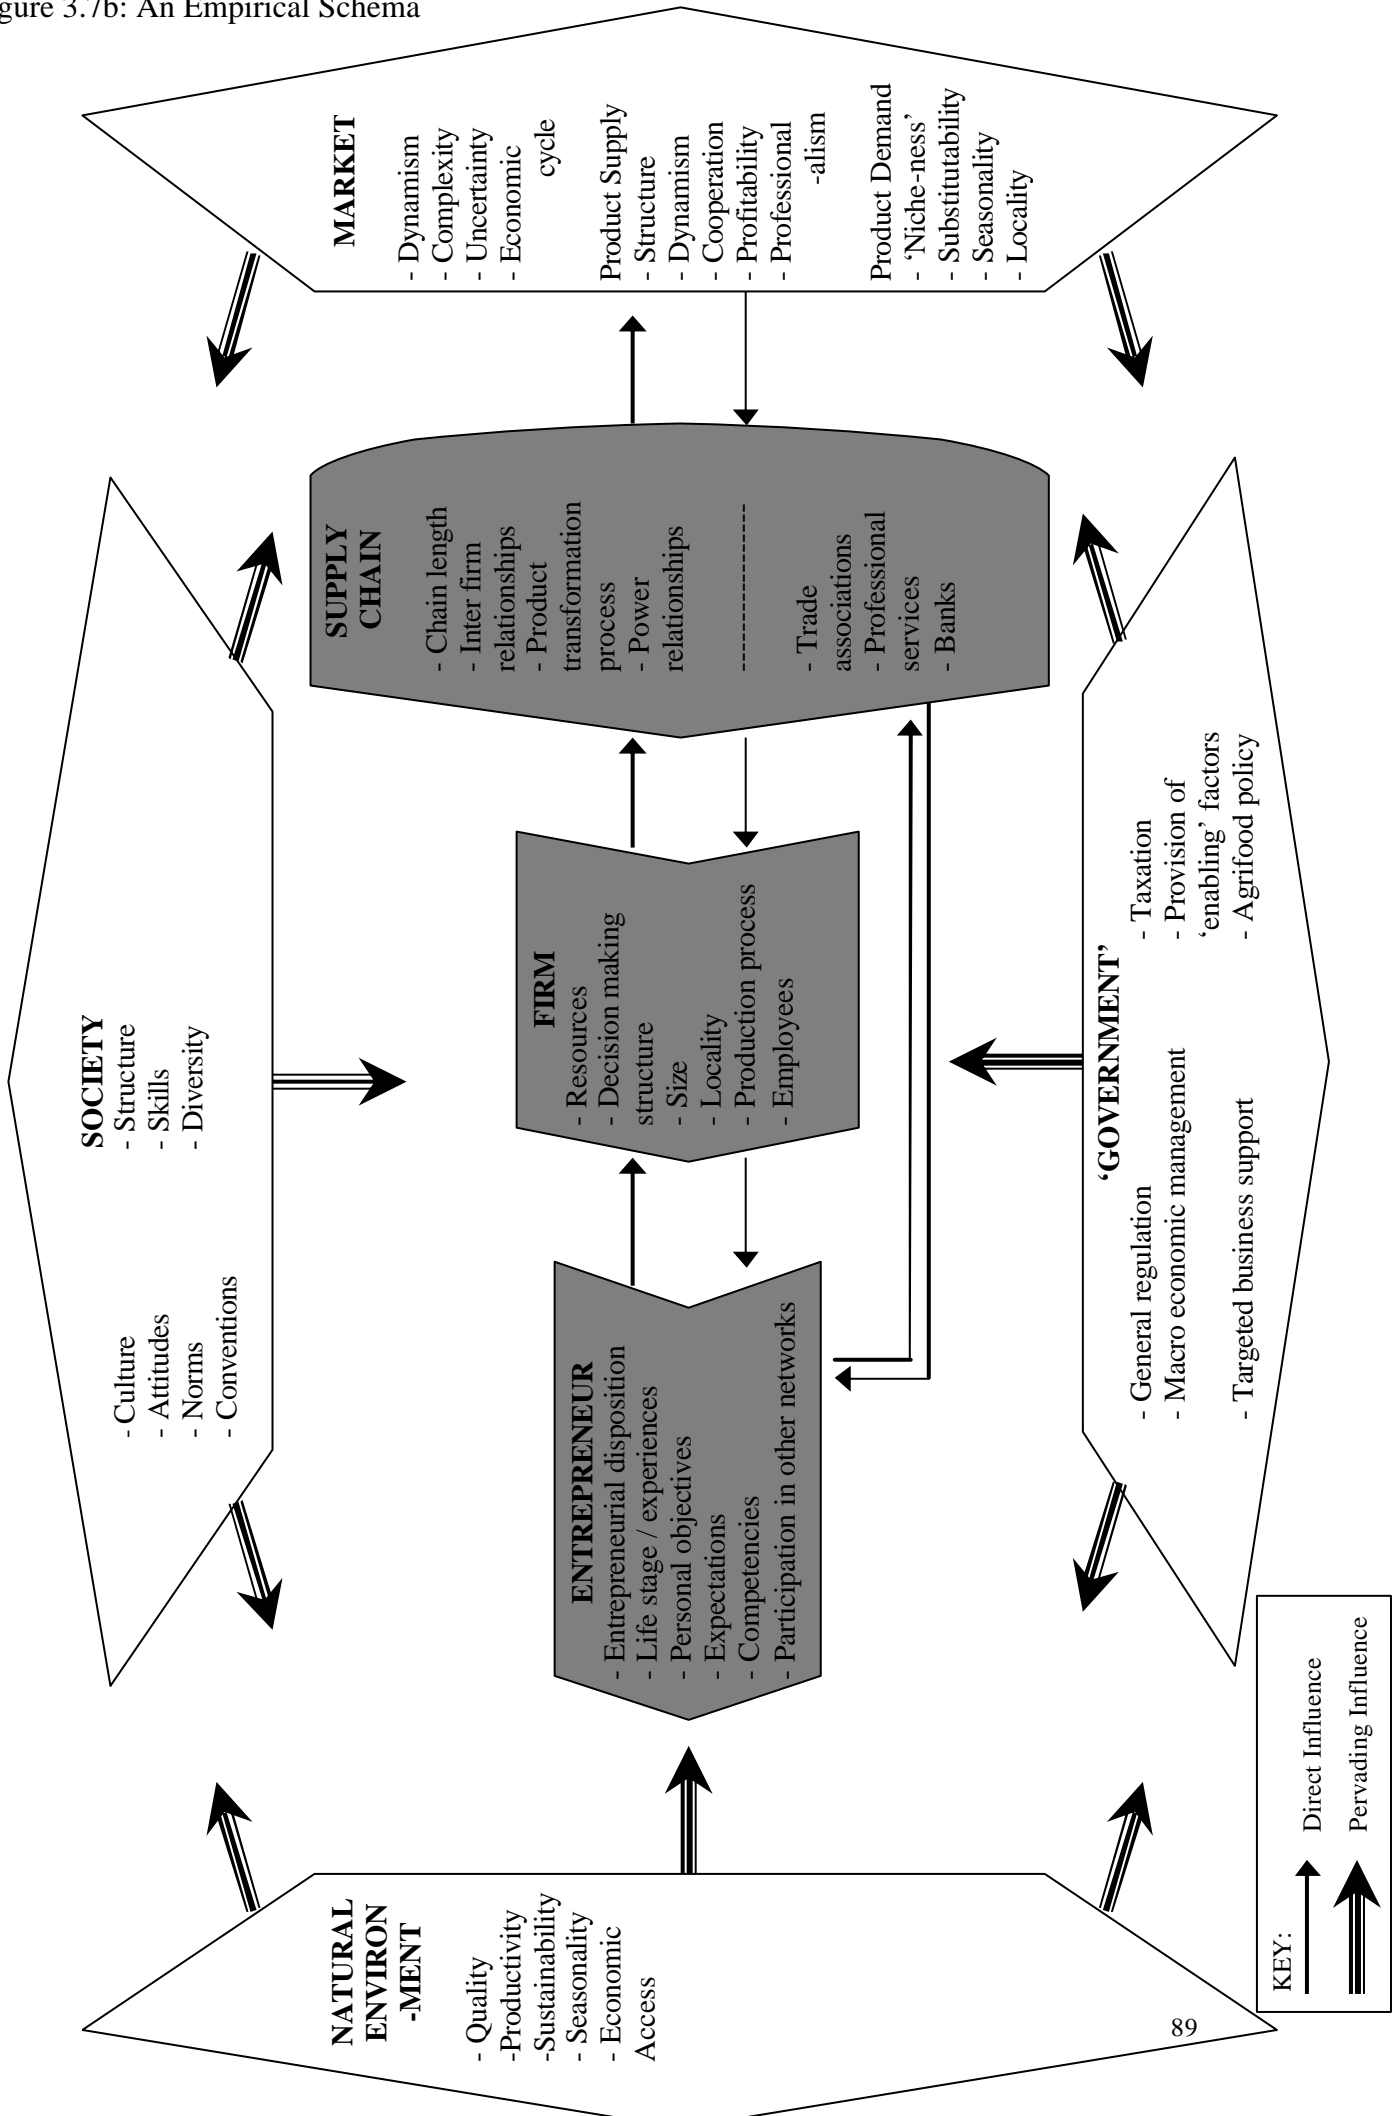 gure 3.7b: An Empirical Schema
NATURAL
ENVIRON
-MENT
- Quality
-Productivity
-Sustainability
- Seasonality
- Economic
Access
SOCIETY
- Culture
- Attitudes
- Norms
- Conventions
- Structure
- Skills
- Diversity
ENTREPRENEUR
- Entrepreneurial disposition
- Life stage / experiences
- Personal objectives
- Expectations
- Competencies
- Participation in other networks
FIRM
- Resources
- Decision making
structure
- Size
- Locality
- Production process
- Employees
SUPPLY
CHAIN
- Chain length
- Inter firm
relationships
- Product
transformation
process
- Power
relationships
--------------------
- Trade
associations
- Professional
services
- Banks
MARKET
- Dynamism
- Complexity
- Uncertainty
- Economic
cycle
Product Supply
- Structure
- Dynamism
- Cooperation
- Profitability
- Professional
-alism
Product Demand
- ‘Niche-ness’
- Substitutability
- Seasonality
- Locality
‘GOVERNMENT’
- General regulation
- Macro economic management
- Targeted business support
- Taxation
- Provision of
‘enabling’ factors
- Agrifood policy
KEY:
Direct Influence
Pervading Influence
89